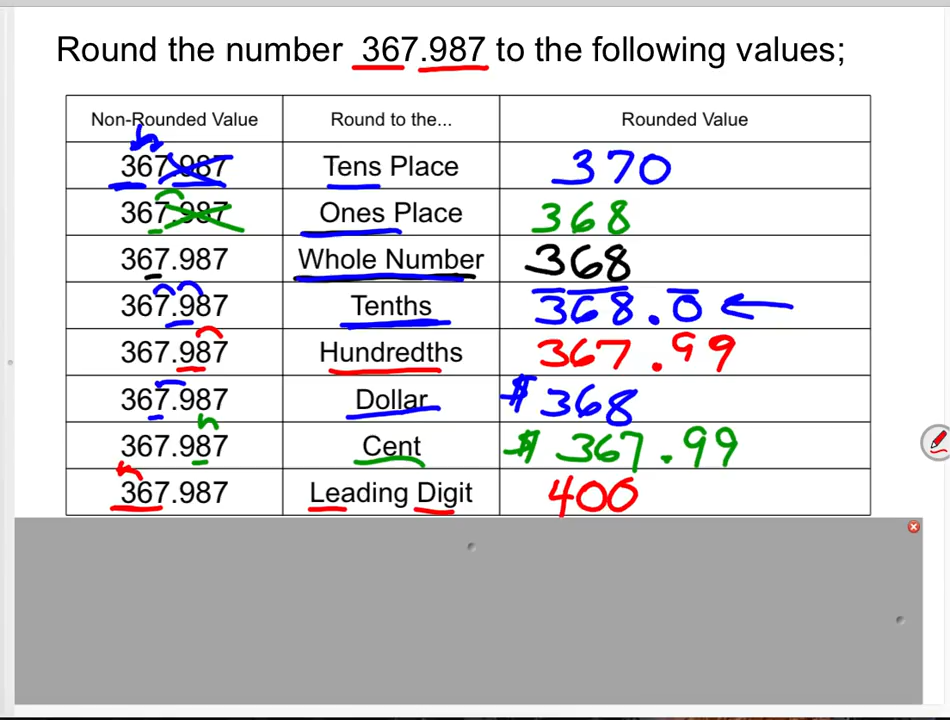 Round the number 367.987 to the following values;
Non-Rounded Value Round to the... Rounded Value
367.987 Tens Place 370
367.987 Ones Place 368
367.987 Whole Number 368
367.987 Tenths 368.0
367.987 Hundredths 367.99
367.987 Dollar $368
367.987 Cent $367.99
367.987 Leading Digit 400